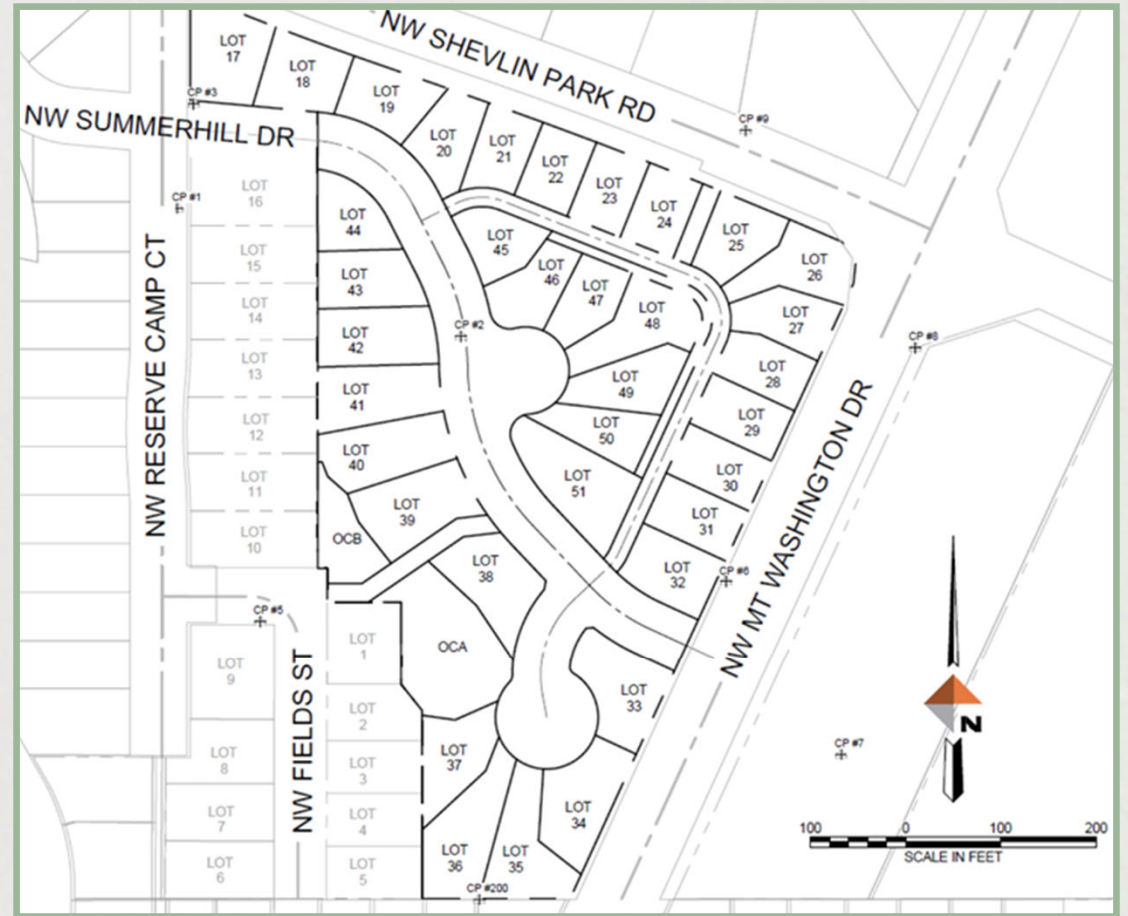 NW SHEVLIN PARK RD
LOT
17
LOT
18
LOT
19
CP #3
NW SUMMERHILL DR
CP #9
LOT
20
LOT
21
LOT
22
LOT
23
LOT
24
LOT
25
LOT
26
LOT
16
CP #1
LOT
44
LOT
45
LOT
46
LOT
47
LOT
48
LOT
27
LOT
15
LOT
43
LOT
14
LOT
42
CP #2
CP #8
LOT
28
LOT
13
LOT
41
LOT
49
LOT
29
LOT
12
LOT
50
LOT
40
LOT
30
LOT
11
LOT
51
LOT
39
LOT
31
LOT
10
OCB
LOT
38
LOT
32
CP #6
NW RESERVE CAMP CT
NW MT WASHINGTON DR
CP #5
LOT
1
OCA
LOT
9
LOT
33
LOT
2
NW FIELDS ST
N
LOT
8
LOT
3
LOT
37
CP #7
LOT
7
LOT
4
LOT
34
LOT
6
LOT
5
LOT
36
LOT
35
CP #200
100 0 100 200
SCALE IN FEET